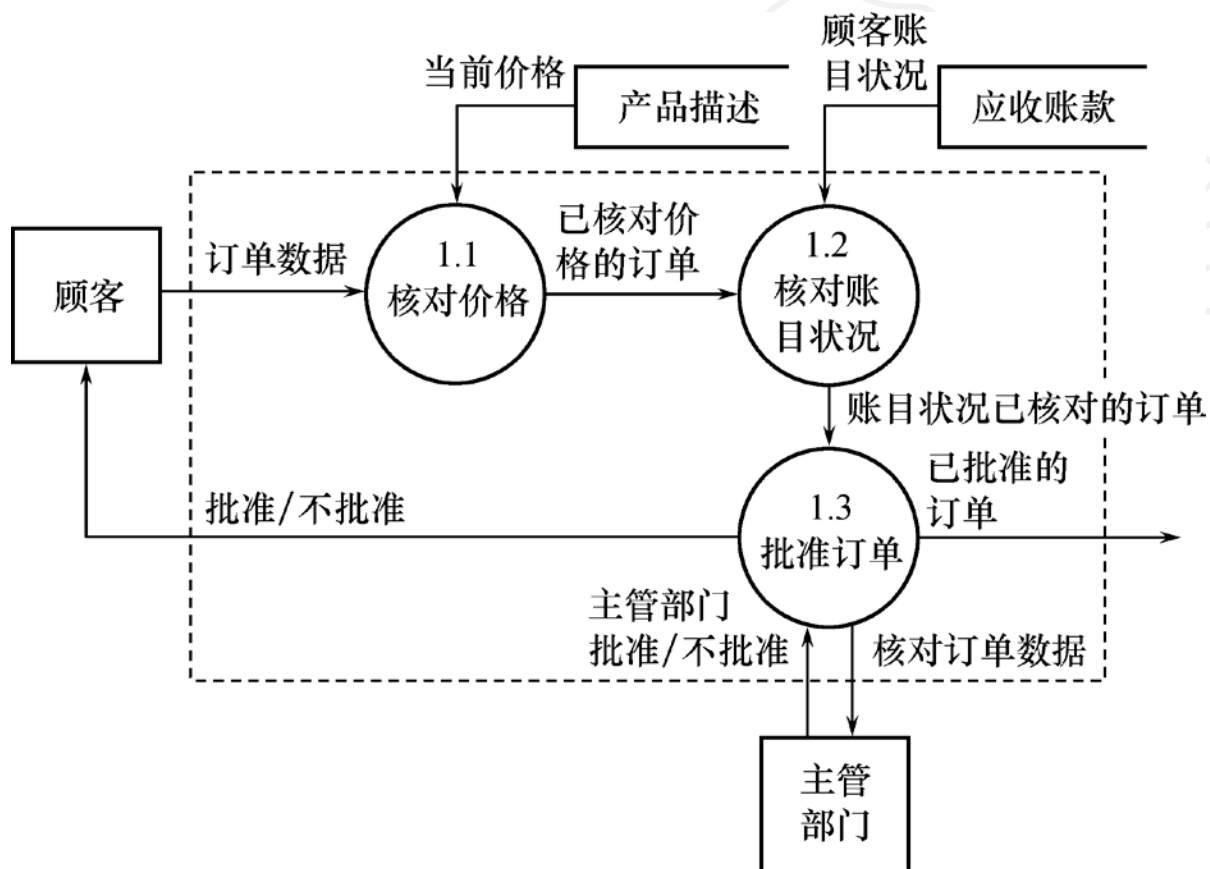 顾客账
目状况
当前价格
产品描述
应收账款
顾客
订单数据
1.1
核对价格
已核对价
格的订单
1.2
核对账
目状况
账目状况已核对的订单
批准/不批准
1.3
批准订单
已批准的
订单
主管部门
批准/不批准
核对订单数据
主管
部门